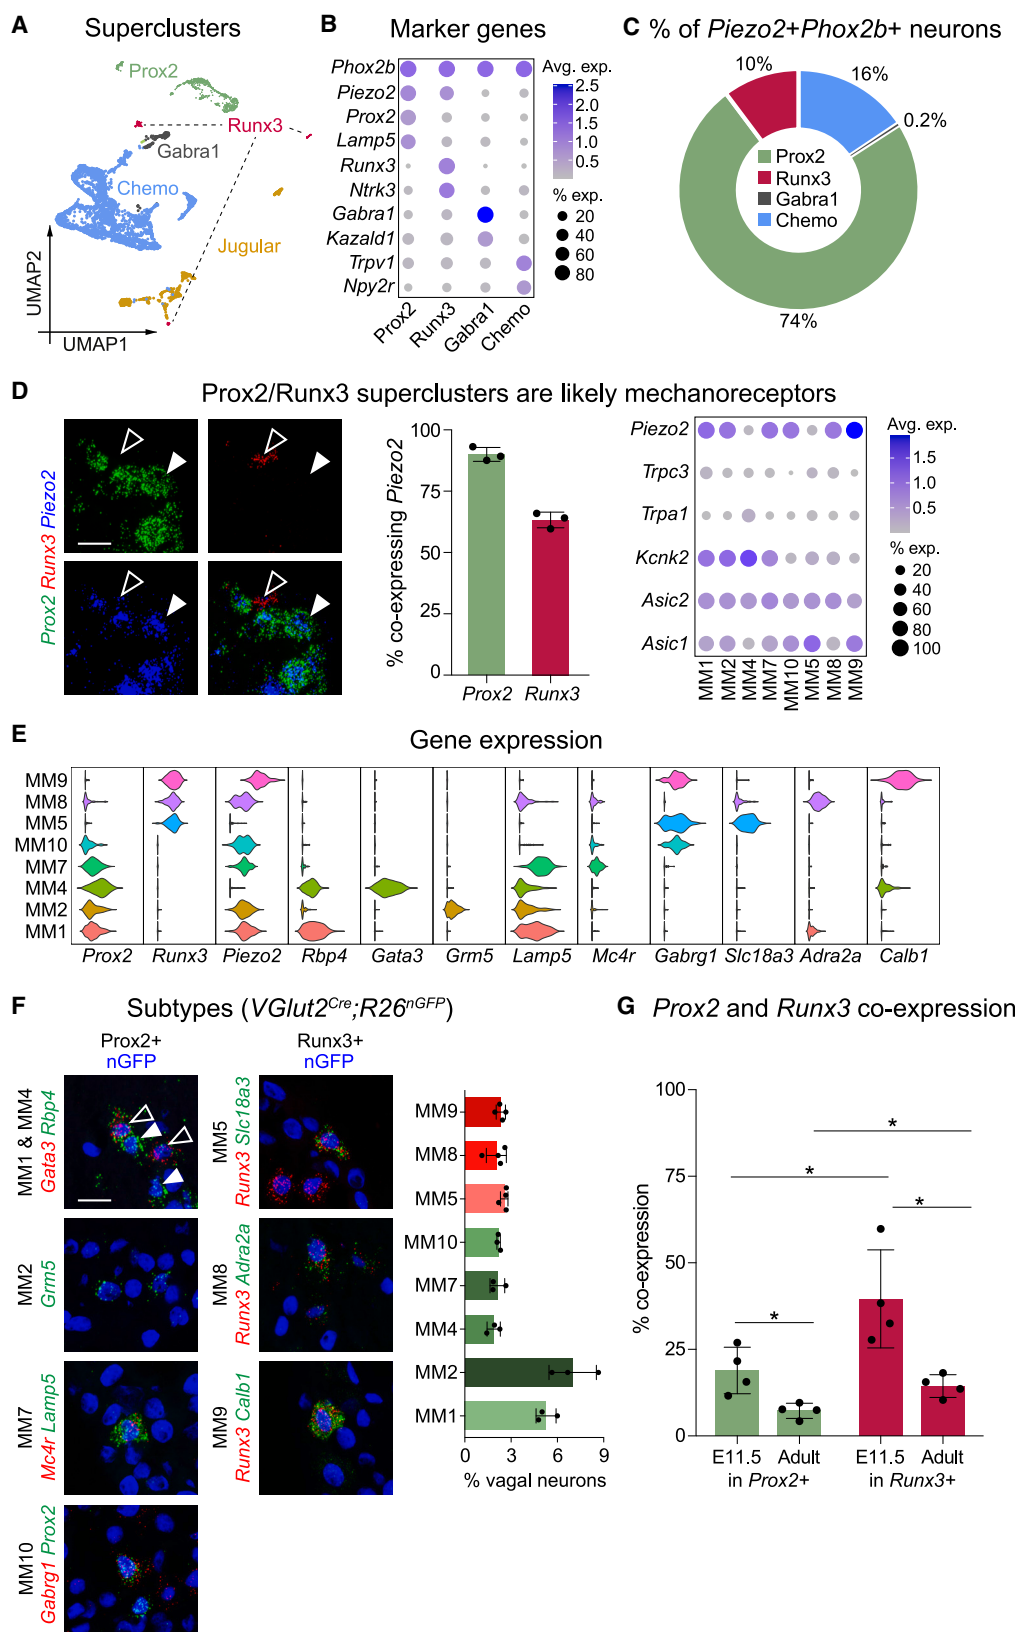 A Superclusters
Prox2
Runx3
Gabra1
Chemo
Jugular
UMAP2
UMAP1
B Marker genes
Phox2b
Piezo2
Prox2
Lamp5
Runx3
Ntrk3
Gabra1
Kazald1
Trpv1
Npy2r
Prox2 Runx3 Gabra1 Chemo
Avg. exp.
2.5
2.0
1.5
1.0
0.5
% exp.
20
40
60
80
C % of Piezo2+Phox2b+ neurons
10%
16%
0.2%
74%
Prox2
Runx3
Gabra1
Chemo
D Prox2/Runx3 superclusters are likely mechanoreceptors
Prox2 Runx3 Piezo2
% co-expressing Piezo2
100
75
50
25
0
Prox2 Runx3
Piezo2
Trpc3
Trpa1
Kcnk2
Asic2
Asic1
MM1 MM2 MM4 MM7 MM10 MM5 MM8 MM9
Avg. exp.
1.5
1.0
0.5
% exp.
20
40
60
80
100
E Gene expression
MM9
MM8
MM5
MM10
MM7
MM4
MM2
MM1
Prox2 Runx3 Piezo2 Rbp4 Gata3 Grm5 Lamp5 Mc4r Gabrg1 Slc18a3 Adra2a Calb1
F Subtypes (VGlut2Cre;R26nGFP)
Prox2+
nGFP
Runx3+
nGFP
MM1 & MM4
Gata3 Rbp4
MM5
Runx3 Slc18a3
MM2
Grm5
MM8
Runx3 Adra2a
MM7
Mc4r Lamp5
MM9
Runx3 Calb1
MM10
Gabrg1 Prox2
MM9
MM8
MM5
MM10
MM7
MM4
MM2
MM1
0 3 6 9
% vagal neurons
G Prox2 and Runx3 co-expression
% co-expression
100
75
50
25
0
*
*
*
*
E11.5 Adult E11.5 Adult
in Prox2+ in Runx3+